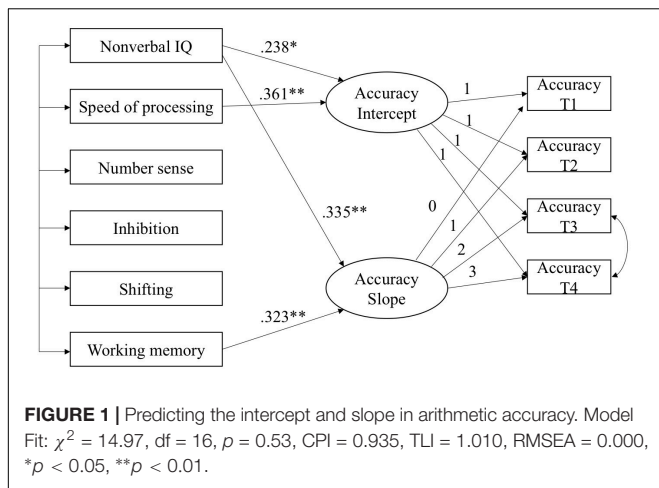 Nonverbal IQ
Speed of processing
Number sense
Inhibition
Shifting
Working memory
.238*
.361**
.335**
.323**
Accuracy
Intercept
Accuracy
Slope
1
1
1
1
0
1
2
3
Accuracy
T1
Accuracy
T2
Accuracy
T3
Accuracy
T4
FIGURE 1 | Predicting the intercept and slope in arithmetic accuracy. Model
Fit: χ² = 14.97, df = 16, p = 0.53, CPI = 0.935, TLI = 1.010, RMSEA = 0.000,
*p < 0.05, **p < 0.01.